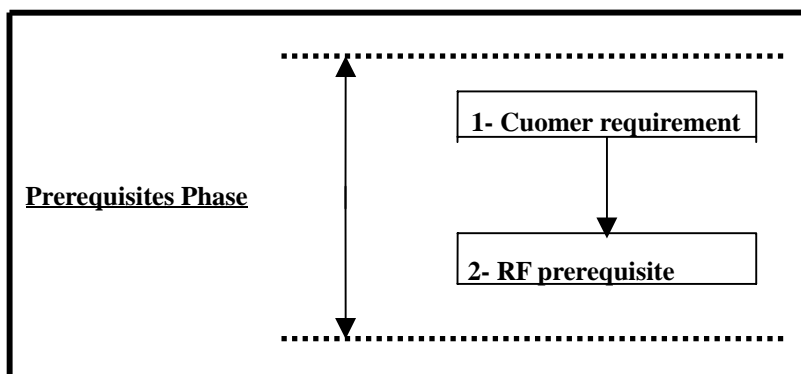 1- Cuomer requirement
Prerequisites Phase
2- RF prerequisite